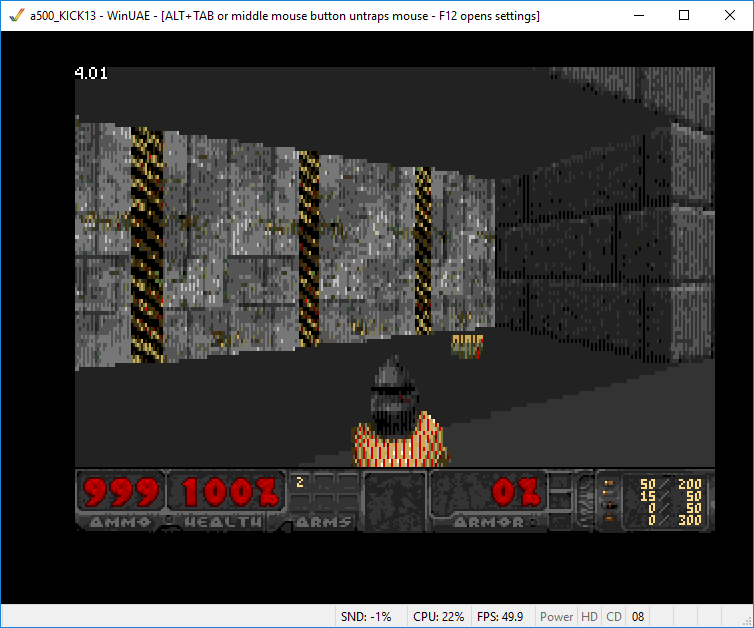 a500_KICK13 - WinUAE - [ALT+TAB or middle mouse button untraps mouse - F12 opens settings]
4.01
999 100% 2 0%
50 / 200
15 / 50
0 / 50
0 / 300
AMMO HEALTH ARMS ARMOR
SND: -1% CPU: 22% FPS: 49.9 Power HD CD 08